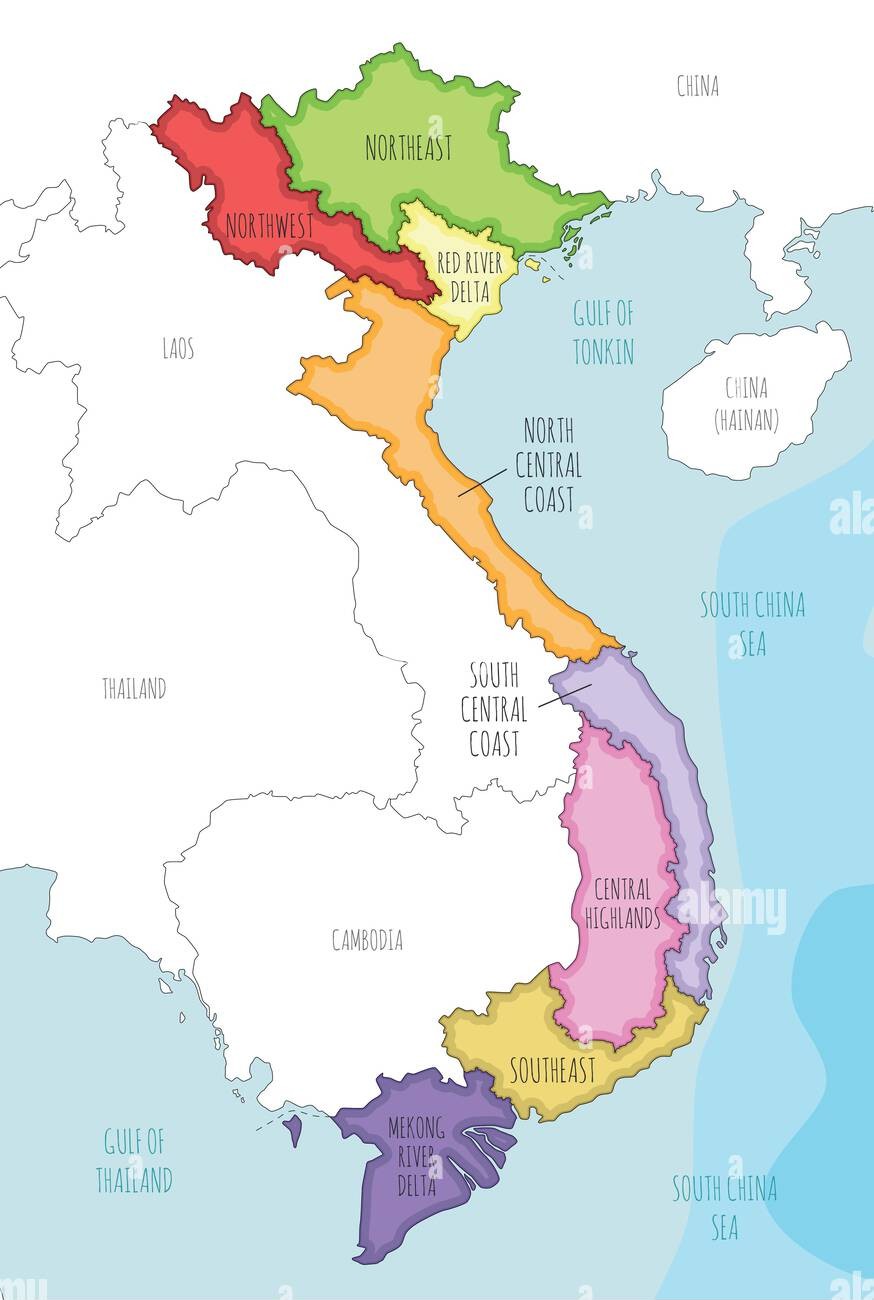 CHINA
NORTHEAST
NORTHWEST
RED RIVER
DELTA
GULF OF
TONKIN
LAOS
CHINA
(HAINAN)
NORTH
CENTRAL
COAST
SOUTH CHINA
SEA
THAILAND
SOUTH
CENTRAL
COAST
CENTRAL
HIGHLANDS
alamy
CAMBODIA
SOUTHEAST
MEKONG
RIVER
DELTA
GULF OF
THAILAND
SOUTH CHINA
SEA